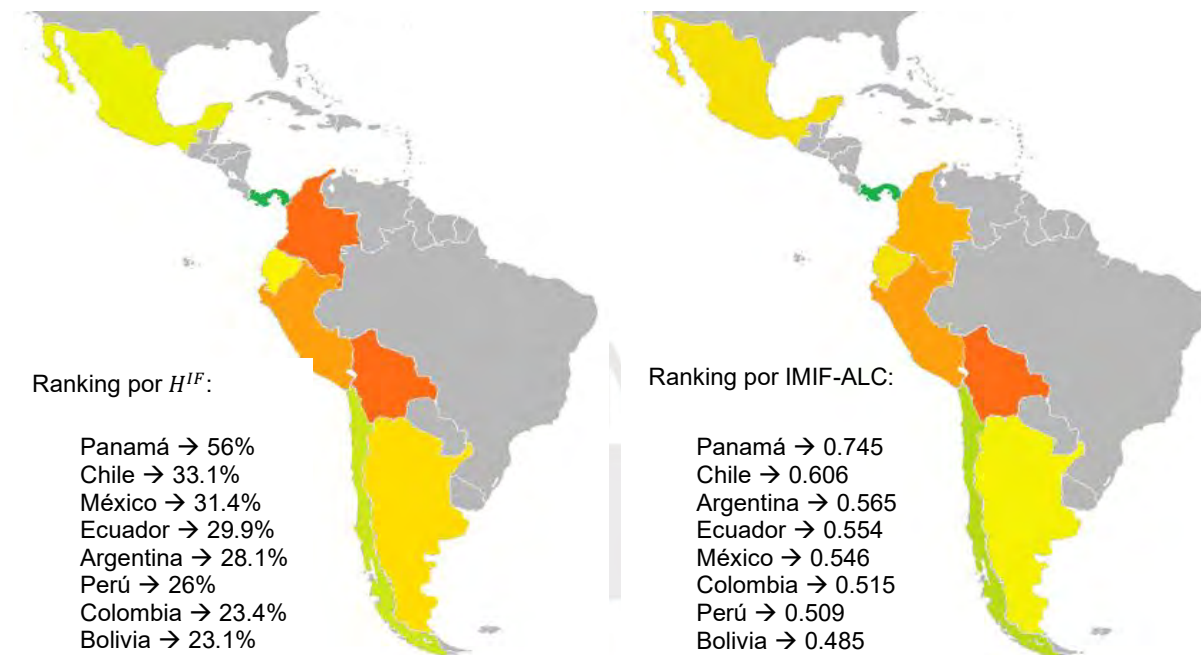 Ranking por H^IF:
Panamá → 56%
Chile → 33.1%
México → 31.4%
Ecuador → 29.9%
Argentina → 28.1%
Perú → 26%
Colombia → 23.4%
Bolivia → 23.1%
Ranking por IMIF-ALC:
Panamá → 0.745
Chile → 0.606
Argentina → 0.565
Ecuador → 0.554
México → 0.546
Colombia → 0.515
Perú → 0.509
Bolivia → 0.485